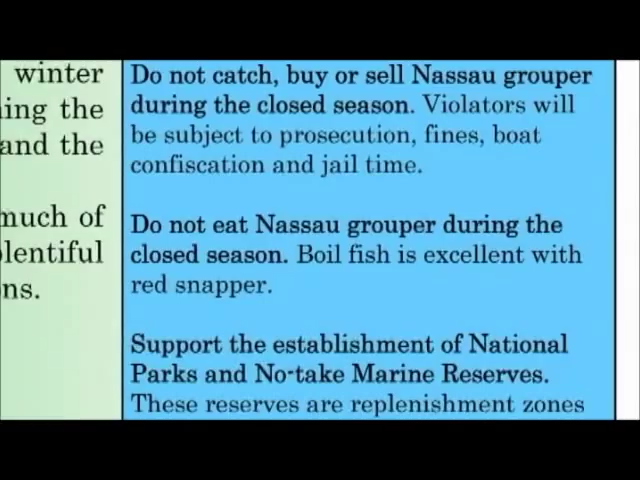 winter
ing the
and the
much of
plentiful
ns.
Do not catch, buy or sell Nassau grouper
during the closed season. Violators will
be subject to prosecution, fines, boat
confiscation and jail time.
Do not eat Nassau grouper during the
closed season. Boil fish is excellent with
red snapper.
Support the establishment of National
Parks and No-take Marine Reserves.
These reserves are replenishment zones